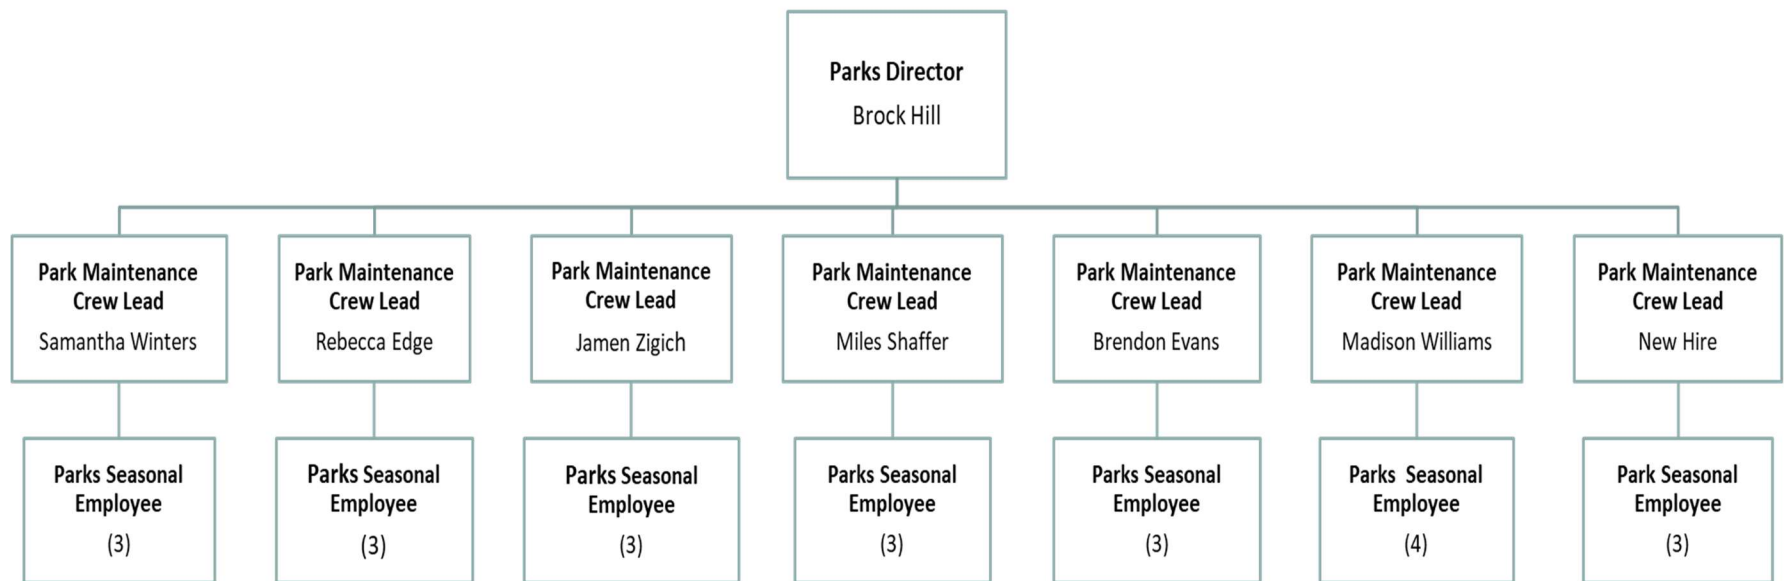 Parks Director
Brock Hill
Park Maintenance
Crew Lead
Samantha Winters
Park Maintenance
Crew Lead
Rebecca Edge
Park Maintenance
Crew Lead
Jamen Zigich
Park Maintenance
Crew Lead
Miles Shaffer
Park Maintenance
Crew Lead
Brendon Evans
Park Maintenance
Crew Lead
Madison Williams
Park Maintenance
Crew Lead
New Hire
Parks Seasonal
Employee
(3)
Parks Seasonal
Employee
(3)
Parks Seasonal
Employee
(3)
Parks Seasonal
Employee
(3)
Parks Seasonal
Employee
(3)
Parks  Seasonal
Employee
(4)
Park Seasonal
Employee
(3)